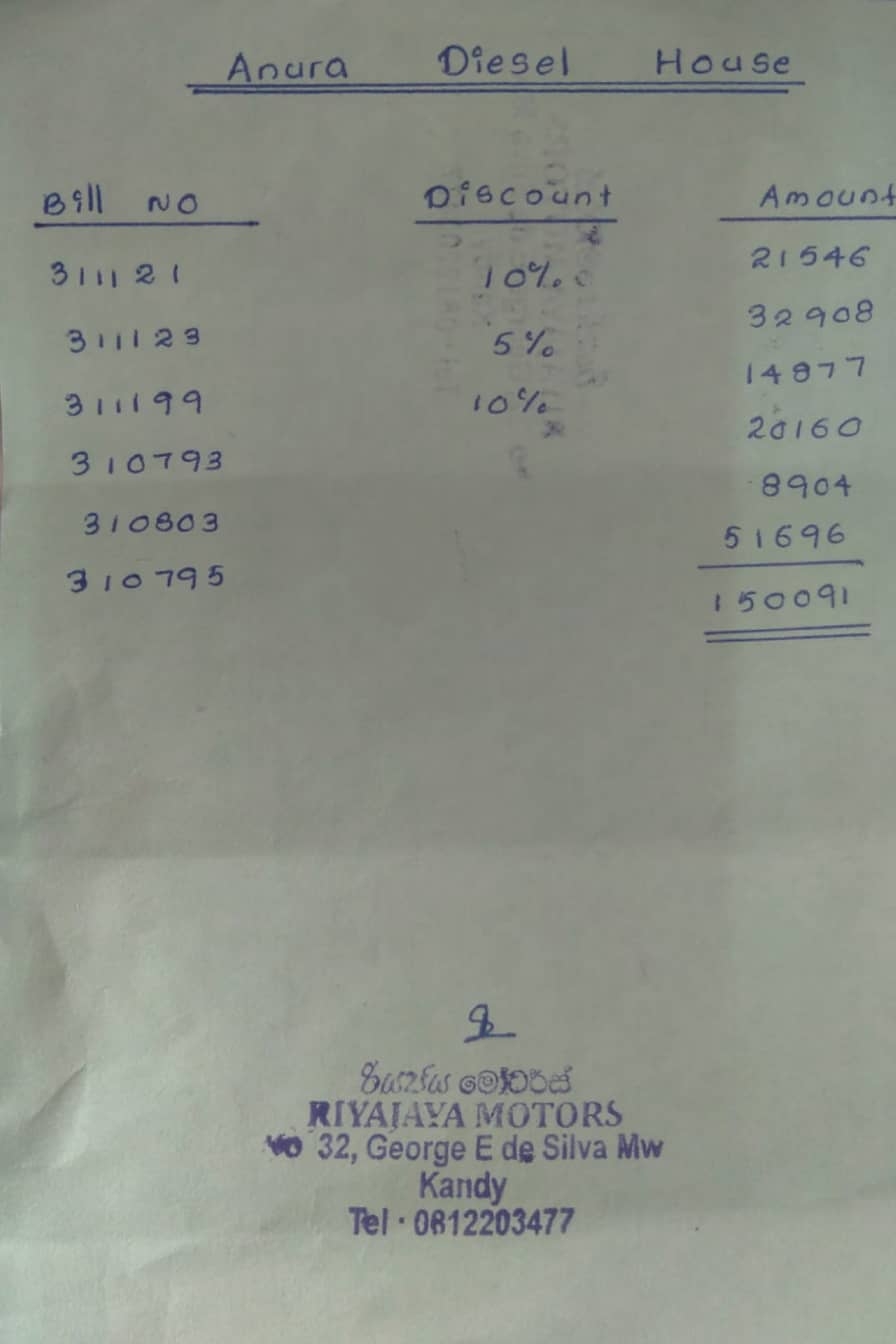 Anura Diesel House
Bill NO Discount Amount
311121 10% 21546
311123 5% 32908
311199 10% 14877
310793 20160
310803 8904
310795 51696
150091
රියජය මෝටර්ස්
RIYAJAYA MOTORS
No 32, George E de Silva Mw
Kandy
Tel : 0812203477